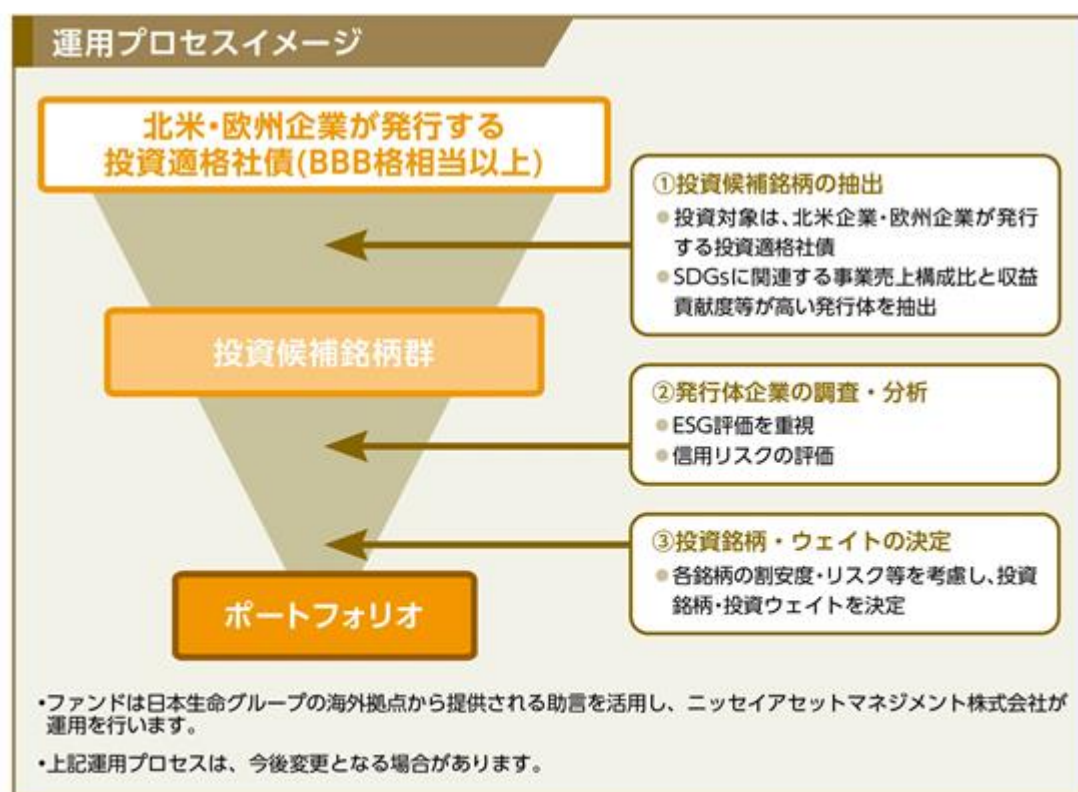 運用プロセスイメージ
北米・欧州企業が発行する
投資適格社債(BBB格相当以上)
①投資候補銘柄の抽出
●投資対象は、北米企業・欧州企業が発行
する投資適格社債
●SDGsに関連する事業売上構成比と収益
貢献度等が高い発行体を抽出
投資候補銘柄群
②発行体企業の調査・分析
●ESG評価を重視
●信用リスクの評価
③投資銘柄・ウェイトの決定
●各銘柄の割安度・リスク等を考慮し、投資
銘柄・投資ウェイトを決定
ポートフォリオ
・ファンドは日本生命グループの海外拠点から提供される助言を活用し、ニッセイアセットマネジメント株式会社が
運用を行います。
・上記運用プロセスは、今後変更となる場合があります。